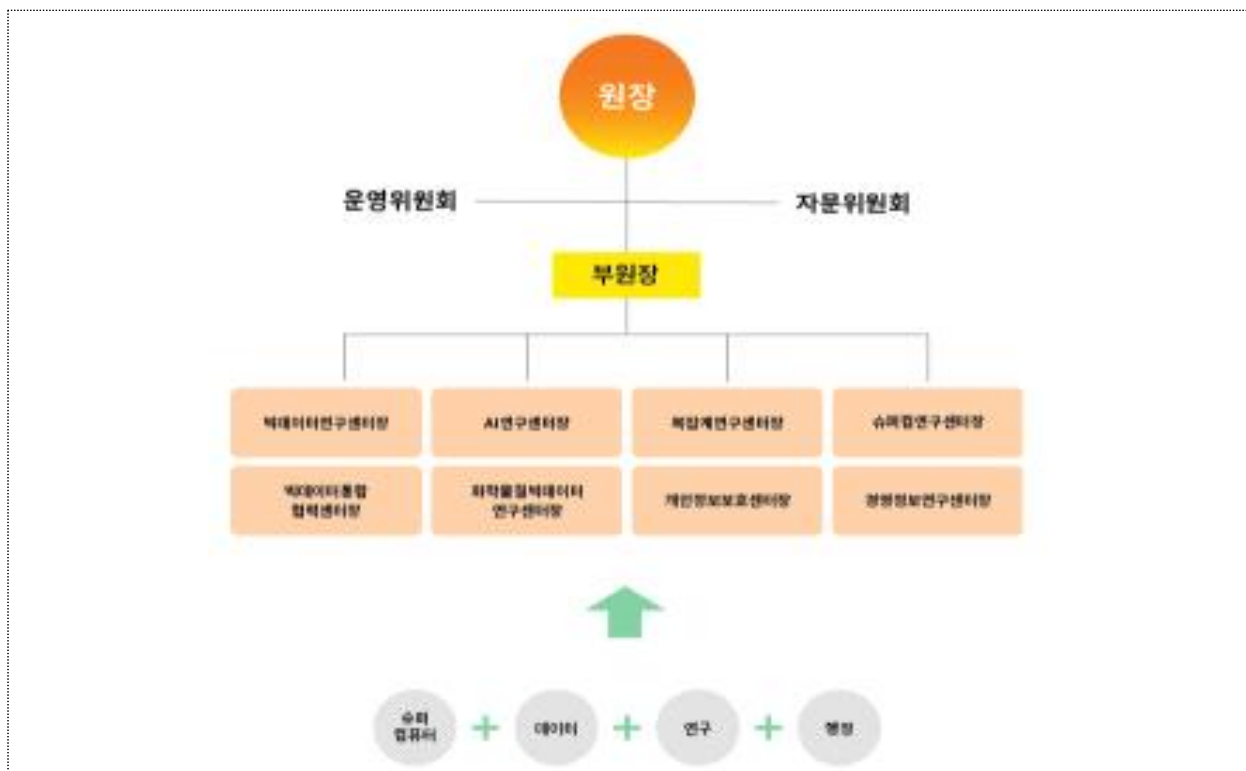 원장
운영위원회
자문위원회
부원장
빅데이터연구센터장
AI연구센터장
복잡계연구센터장
슈퍼컴연구센터장
빅데이터통합
협력센터장
화학물질빅데이터
연구센터장
개인정보보호센터장
경영정보연구센터장
슈퍼
컴퓨터
데이터
연구
행정